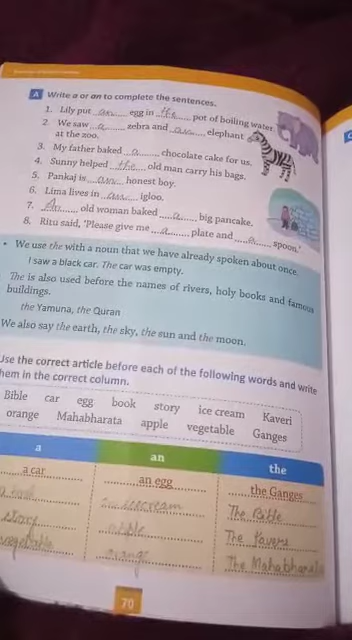 A Write a or an to complete the sentences.
1. Lily put an egg in the pot of boiling water.
2. We saw a zebra and an elephant
at the zoo.
3. My father baked a chocolate cake for us.
4. Sunny helped the old man carry his bags.
5. Pankaj is an honest boy.
6. Lima lives in an igloo.
7. An old woman baked a big pancake.
8. Ritu said, 'Please give me a plate and a spoon.'
• We use the with a noun that we have already spoken about once.
I saw a black car. The car was empty.
The is also used before the names of rivers, holy books and famous
buildings.
the Yamuna, the Quran
We also say the earth, the sky, the sun and the moon.
Use the correct article before each of the following words and write
hem in the correct column.
Bible car egg book story ice cream Kaveri
orange Mahabharata apple vegetable Ganges
a an the
a car an egg the Ganges
a book an icecream The Bible
story apple The Kaveri
vegetable orange The Mahabharata
70